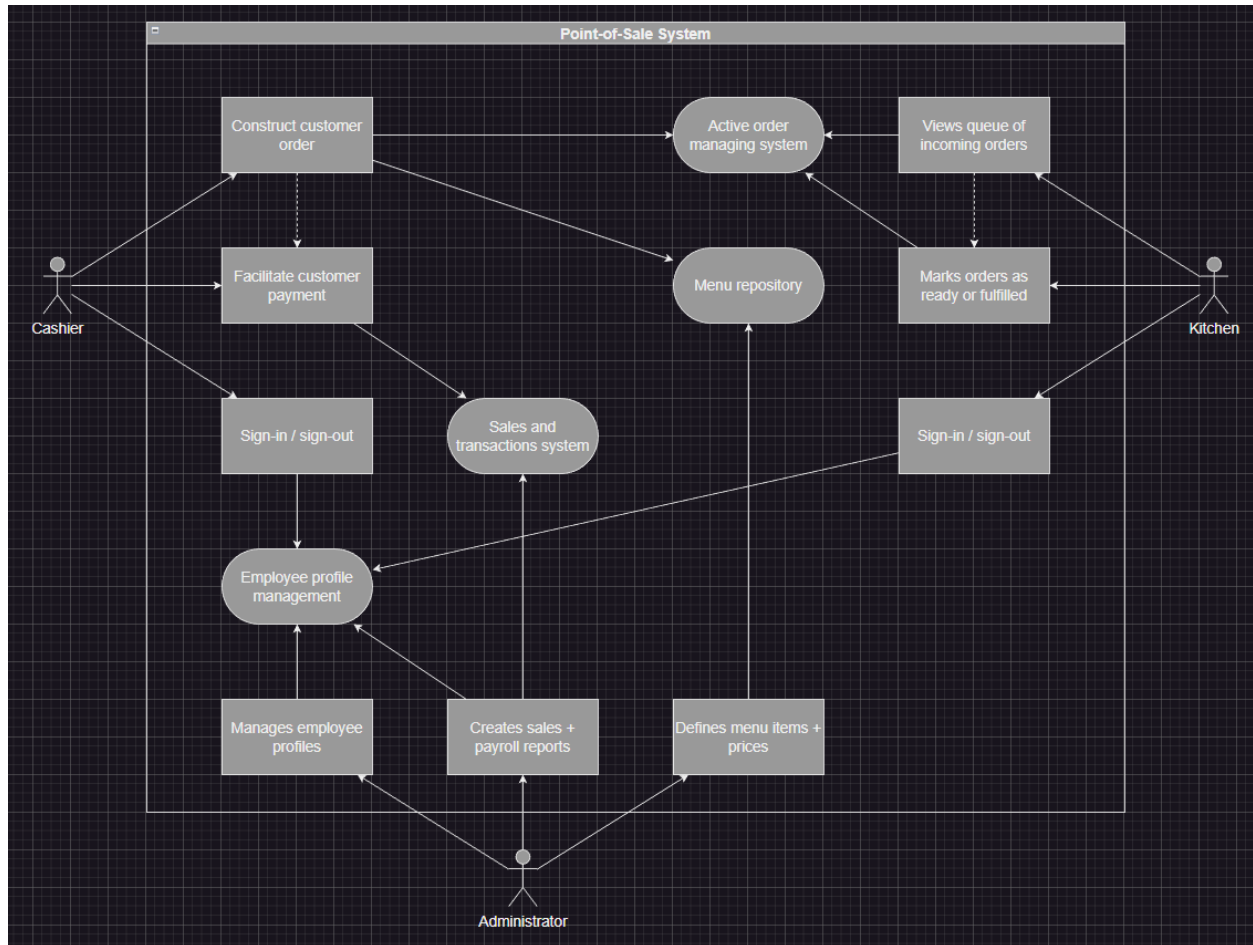 Point-of-Sale System
Construct customer
order
Active order
managing system
Views queue of
incoming orders
Facilitate customer
payment
Menu repository
Marks orders as
ready or fulfilled
Cashier
Kitchen
Sign-in / sign-out
Sales and
transactions system
Sign-in / sign-out
Employee profile
management
Manages employee
profiles
Creates sales +
payroll reports
Defines menu items +
prices
Administrator